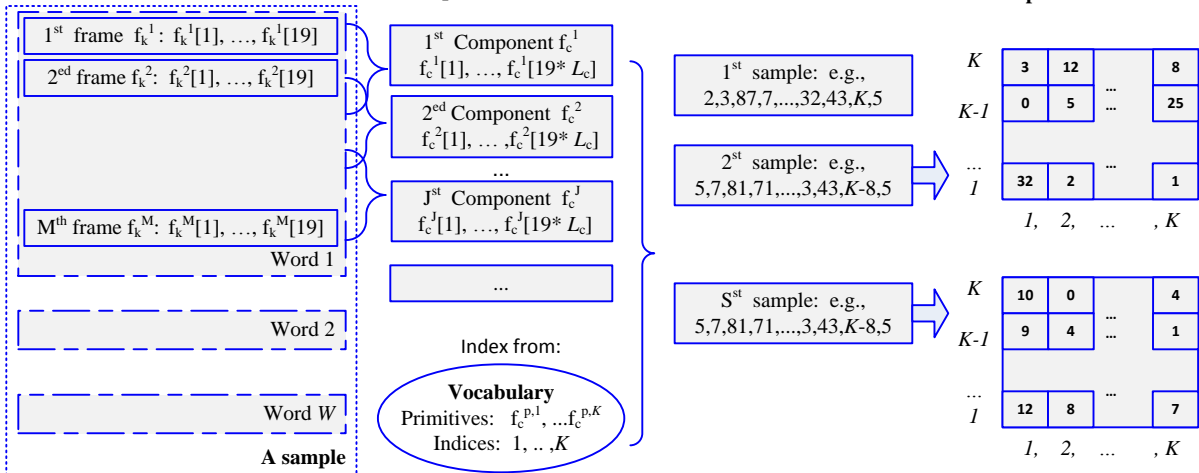 1st frame fk1: fk1[1], …, fk1[19]
2ed frame fk2: fk2[1], …, fk2[19]
Mth frame fkM: fkM[1], …, fkM[19]
Word 1
Word 2
Word W
A sample
1st Component fc1
fc1[1], …, fc1[19* Lc]
2ed Component fc2
fc2[1], … ,fc2[19* Lc]
...
Jst Component fcJ
fcJ[1], …, fcJ[19* Lc]
...
Index from:
Vocabulary
Primitives: fcp,1, ...fcp,K
Indices: 1, .. ,K
1st sample: e.g.,
2,3,87,7,...,32,43,K,5
2st sample: e.g.,
5,7,81,71,...,3,43,K-8,5
Sst sample: e.g.,
5,7,81,71,...,3,43,K-8,5
K 3 12 ... 8
K-1 0 5 ... 25
...
1 32 2 ... 1
1, 2, ... , K
K 10 0 ... 4
K-1 9 4 ... 1
...
1 12 8 ... 7
1, 2, ... , K